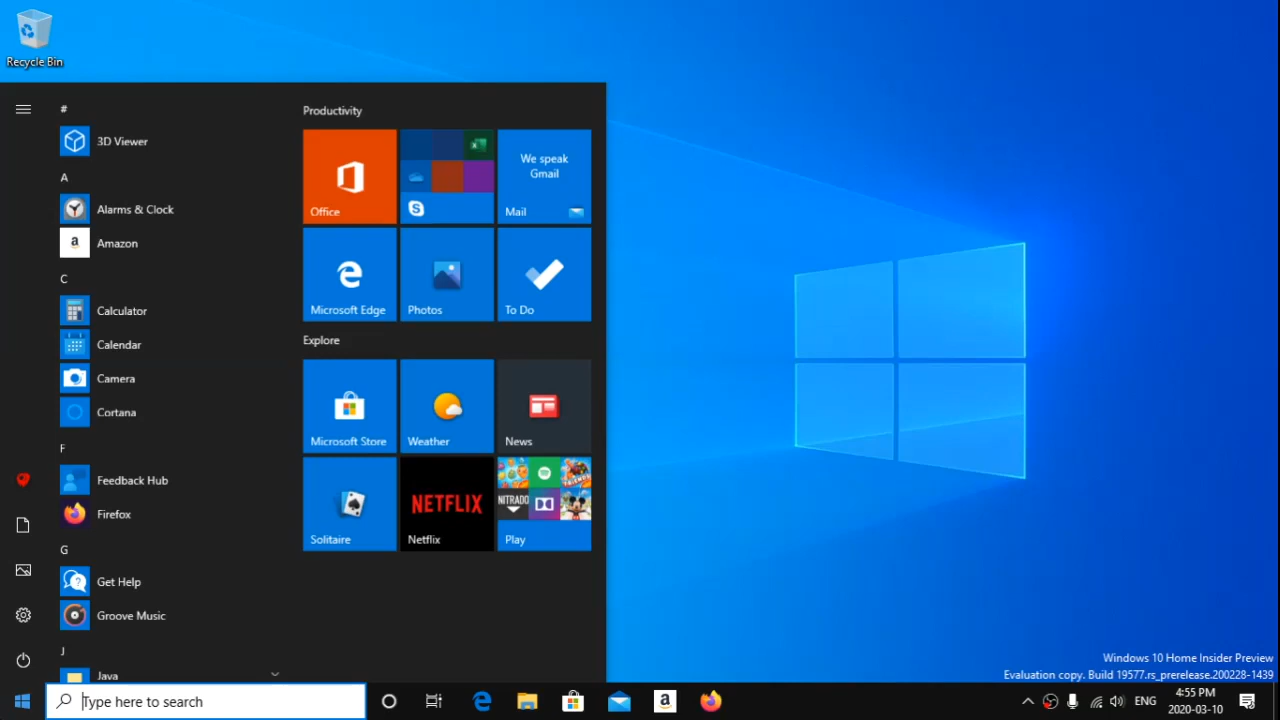 Recycle Bin
#
3D Viewer
A
Alarms & Clock
a
Amazon
C
Calculator
Calendar
Camera
Cortana
F
Feedback Hub
Firefox
G
Get Help
Groove Music
J
Java
Productivity
Office
We speak
Gmail
Mail
Microsoft Edge
Photos
To Do
Explore
Microsoft Store
Weather
News
Solitaire
NETFLIX
Netflix
NITRADO
Play
Windows 10 Home Insider Preview
Evaluation copy. Build 19577.rs_prerelease.200228-1439
Type here to search
a
ENG
4:55 PM
2020-03-10